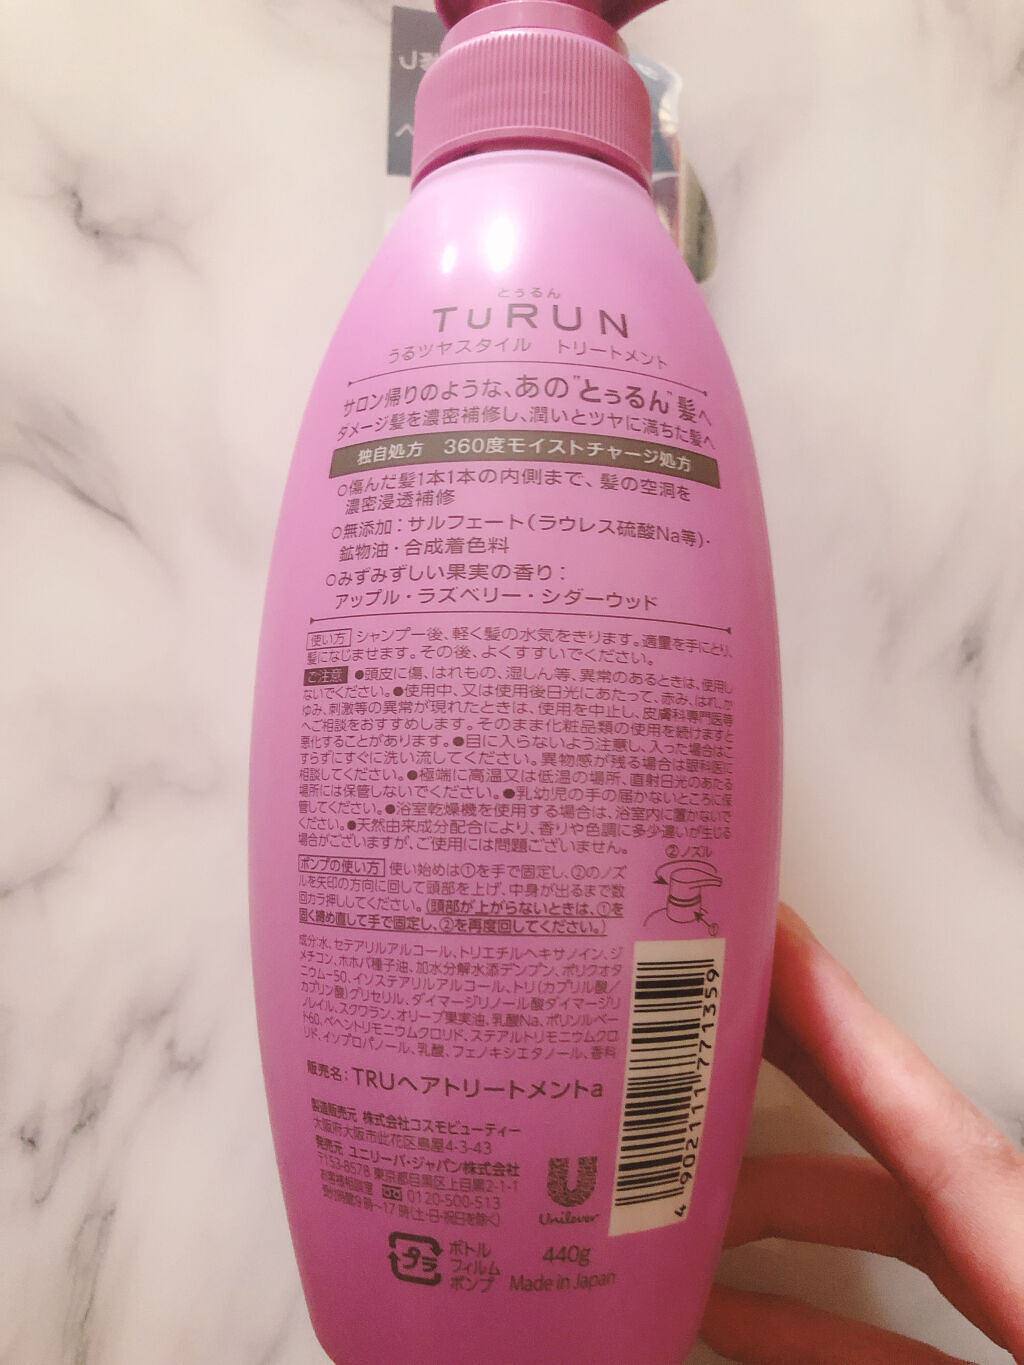 とぅるん
TURUN
うるツヤスタイル トリートメント
サロン帰りのような、あの"とぅるん"髪へ
ダメージ髪を濃密補修し、潤いとツヤに満ちた髪へ
独自処方 360度モイストチャージ処方
○傷んだ髪1本1本の内側まで、髪の空洞を
濃密浸透補修
○無添加：サルフェート(ラウレス硫酸Na等)・
鉱物油・合成着色料
○みずみずしい果実の香り：
アップル・ラズベリー・シダーウッド
使い方 シャンプー後、軽く髪の水気をきります。適量を手にとり、
髪になじませます。その後、よくすすいでください。
ご注意 ●頭皮に傷、はれもの、湿しん等、異常のあるときは、使用し
ないでください。●使用中、又は使用後日光にあたって、赤み、はれ、か
ゆみ、刺激等の異常が現れたときは、使用を中止し、皮膚科専門医等
へご相談をおすすめします。そのまま化粧品類の使用を続けますと
悪化することがあります。●目に入らないよう注意し、入った場合はこ
すらずにすぐに洗い流してください。異物感が残る場合は眼科医に
相談してください。●極端に高温又は低温の場所、直射日光のあたる
場所には保管しないでください。●乳幼児の手の届かないところに保
管してください。●浴室乾燥機を使用する場合は、浴室内に置かないで
ください。●天然由来成分配合により、香りや色調に多少違いが生じる
場合がございますが、ご使用には問題ございません。
②ノズル
①
ポンプの使い方 使い始めは①を手で固定し、②のノズ
ルを矢印の方向に回して頭部を上げ、中身が出るまで数
回カラ押ししてください。(頭部が上がらないときは、①を
固く締め直して手で固定し、②を再度回してください。)
成分:水、セテアリルアルコール、トリエチルヘキサノイン、ジ
メチコン、ホホバ種子油、加水分解水添デンプン、ポリクオタ
ニウム-50、イソステアリルアルコール、トリ(カプリル酸/
カプリン酸)グリセリル、ダイマージリノール酸ダイマージリ
ノレイル、スクワラン、オリーブ果実油、乳酸Na、ポリソルベー
ト60、ベヘントリモニウムクロリド、ステアルトリモニウムクロ
リド、イソプロパノール、乳酸、フェノキシエタノール、香料
販売名：TRUヘアトリートメントa
製造販売元 株式会社コスモビューティー
大阪府大阪市此花区島屋4-3-43
発売元 ユニリーバ・ジャパン株式会社
〒153-8578 東京都目黒区上目黒2-1-1
お客様相談室 0120-500-513
受付時間9時〜17時(土・日・祝日を除く)
Unilever
4 902111 771359
プラ
ボトル
フィルム
ポンプ
440g
Made in Japan